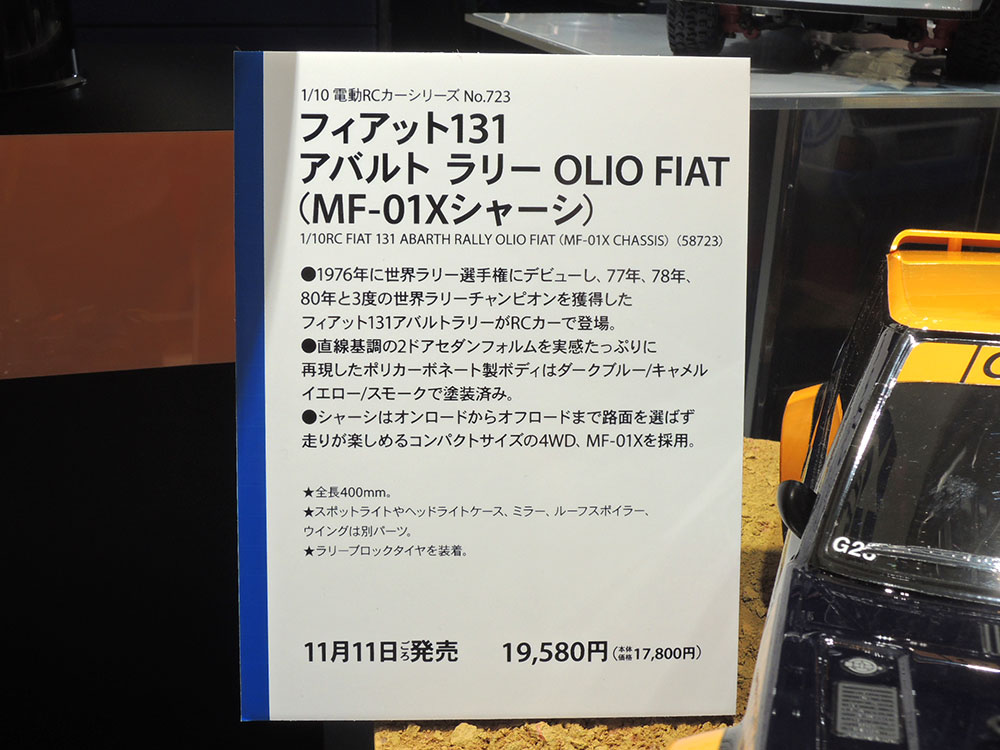 1/10 電動RCカーシリーズ No.723
フィアット131
アバルト ラリー OLIO FIAT
(MF-01Xシャーシ)
1/10RC FIAT 131 ABARTH RALLY OLIO FIAT (MF-01X CHASSIS) (58723)
●1976年に世界ラリー選手権にデビューし、77年、78年、
80年と3度の世界ラリーチャンピオンを獲得した
フィアット131アバルトラリーがRCカーで登場。
●直線基調の2ドアセダンフォルムを実感たっぷりに
再現したポリカーボネート製ボディはダークブルー/キャメル
イエロー/スモークで塗装済み。
●シャーシはオンロードからオフロードまで路面を選ばず
走りが楽しめるコンパクトサイズの4WD、MF-01Xを採用。
★全長400mm。
★スポットライトやヘッドライトケース、ミラー、ルーフスポイラー、
ウイングは別パーツ。
★ラリーブロックタイヤを装着。
11月11日ごろ発売 19,580円(本体価格17,800円)